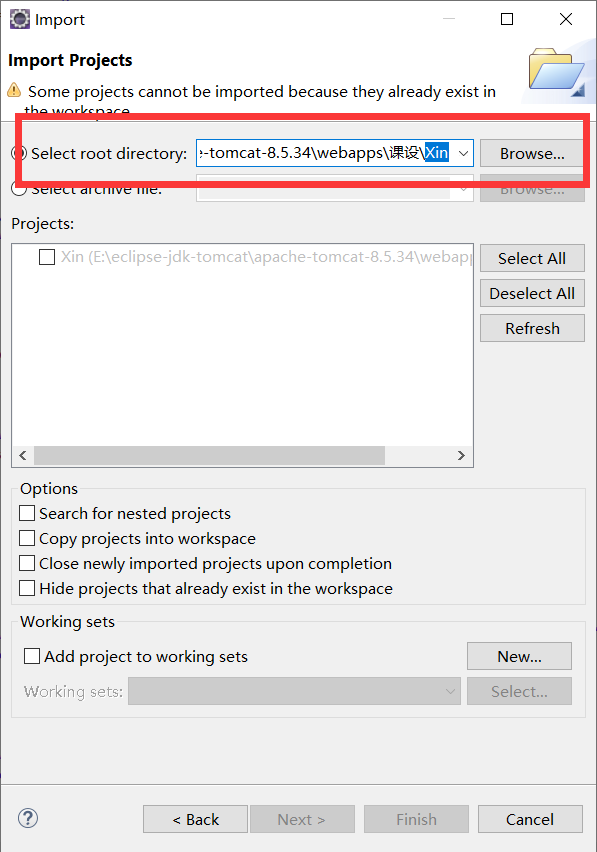 Import
Import Projects
Some projects cannot be imported because they already exist in
the workspace.
Select root directory:
e-tomcat-8.5.34\webapps\课设\Xin
Browse...
Select archive file:
Browse...
Projects:
Xin (E:\eclipse-jdk-tomcat\apache-tomcat-8.5.34\webapp
Select All
Deselect All
Refresh
Options
Search for nested projects
Copy projects into workspace
Close newly imported projects upon completion
Hide projects that already exist in the workspace
Working sets
Add project to working sets
New...
Working sets:
Select...
< Back
Next >
Finish
Cancel